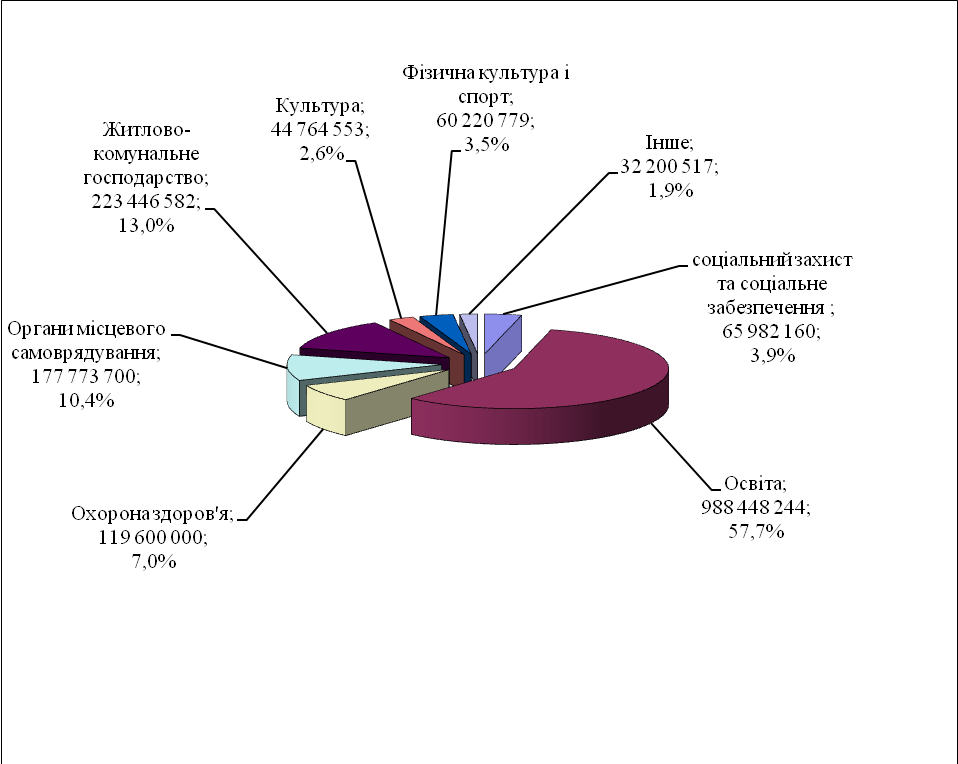 Фізична культура і
спорт;
60 220 779;
3,5%
Культура;
44 764 553;
2,6%
Житлово-
комунальне
господарство;
223 446 582;
13,0%
Інше;
32 200 517;
1,9%
соціальний захист
та соціальне
забезпечення ;
65 982 160;
3,9%
Органи місцевого
самоврядування;
177 773 700;
10,4%
Освіта;
988 448 244;
57,7%
Охорона здоров'я;
119 600 000;
7,0%